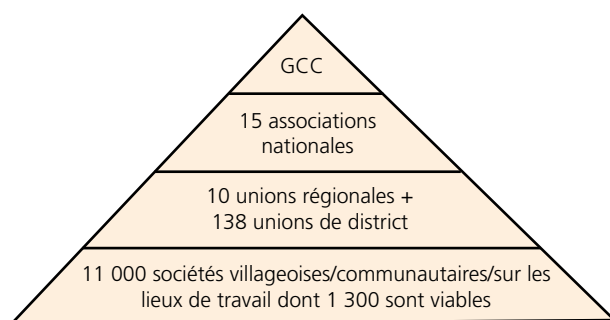 GCC
15 associations
nationales
10 unions régionales +
138 unions de district
11 000 sociétés villageoises/communautaires/sur les
lieux de travail dont 1 300 sont viables